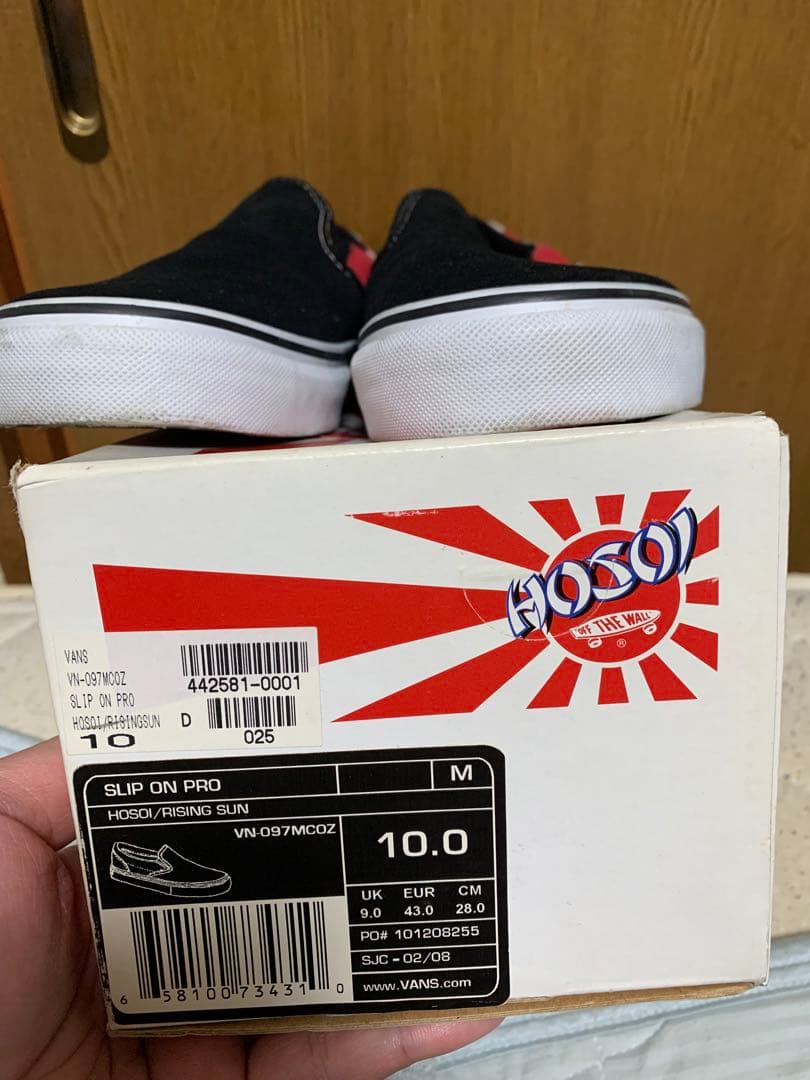 HOSOI
"OFF THE WALL"
®
VANS
VN-097MCOZ
SLIP ON PRO
HOSOI/RISINGSUN
10
442581-0001
D
025
SLIP ON PRO
M
HOSOI/RISING SUN
VN-097MCOZ
10.0
UK EUR CM
9.0 43.0 28.0
PO# 101208255
SJC - 02/08
www.VANS.com
6 58100 73431 0